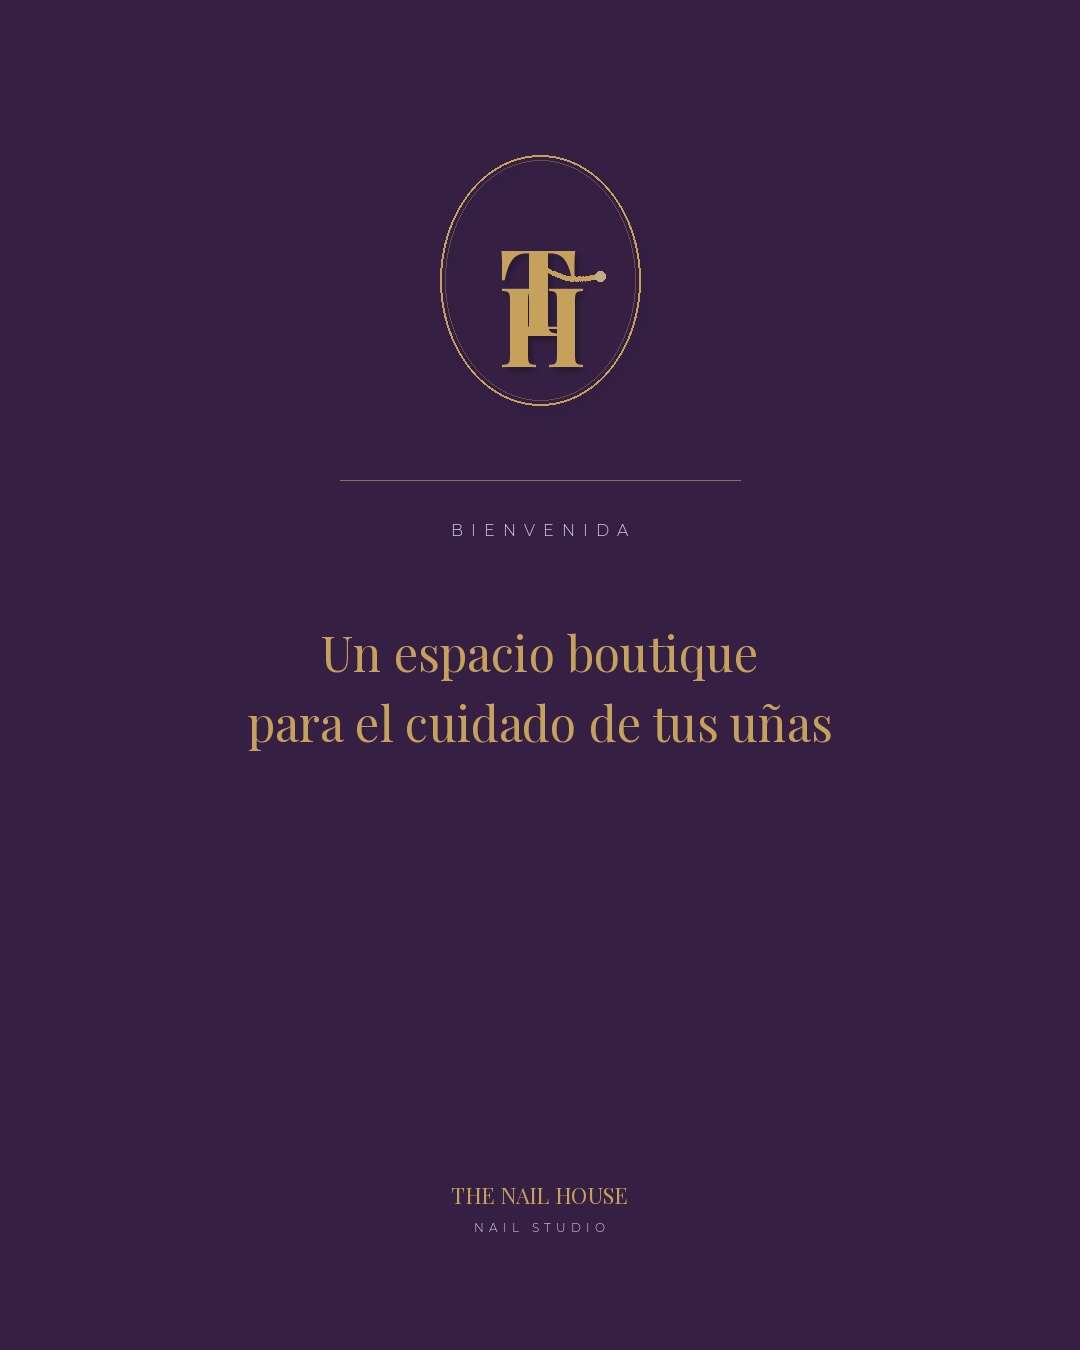 TH
BIENVENIDA
Un espacio boutique
para el cuidado de tus uñas
THE NAIL HOUSE
NAIL STUDIO